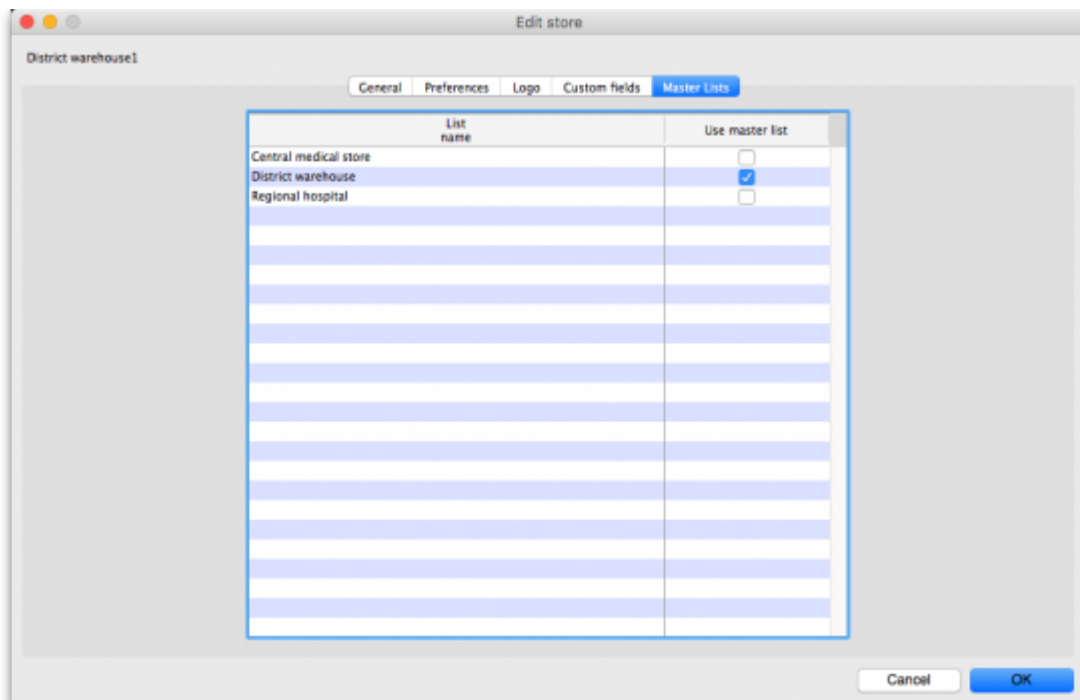 Edit store
District warehouse1
General Preferences Logo Custom fields Master Lists
List
name
Use master list
Central medical store
District warehouse
Regional hospital
Cancel OK